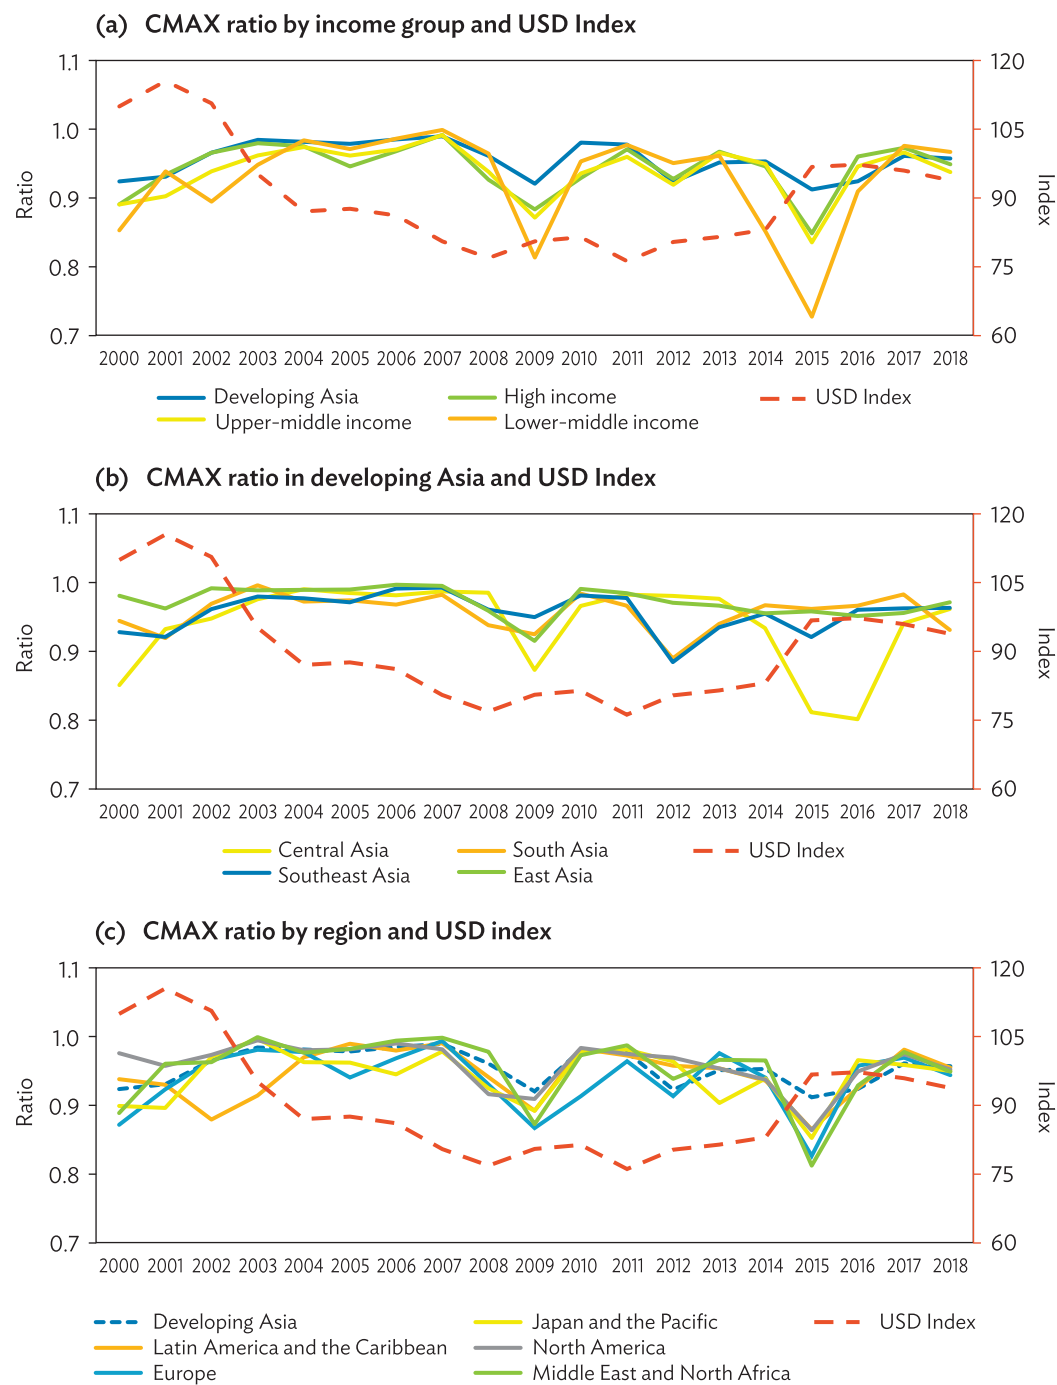 (a) CMAX ratio by income group and USD Index
1.1
1.0
0.9
0.8
0.7
Ratio
120
105
90
75
60
Index
2000 2001 2002 2003 2004 2005 2006 2007 2008 2009 2010 2011 2012 2013 2014 2015 2016 2017 2018
Developing Asia High income USD Index
Upper-middle income Lower-middle income
(b) CMAX ratio in developing Asia and USD Index
1.1
1.0
0.9
0.8
0.7
Ratio
120
105
90
75
60
Index
2000 2001 2002 2003 2004 2005 2006 2007 2008 2009 2010 2011 2012 2013 2014 2015 2016 2017 2018
Central Asia South Asia USD Index
Southeast Asia East Asia
(c) CMAX ratio by region and USD index
1.1
1.0
0.9
0.8
0.7
Ratio
120
105
90
75
60
Index
2000 2001 2002 2003 2004 2005 2006 2007 2008 2009 2010 2011 2012 2013 2014 2015 2016 2017 2018
Developing Asia Japan and the Pacific USD Index
Latin America and the Caribbean North America
Europe Middle East and North Africa